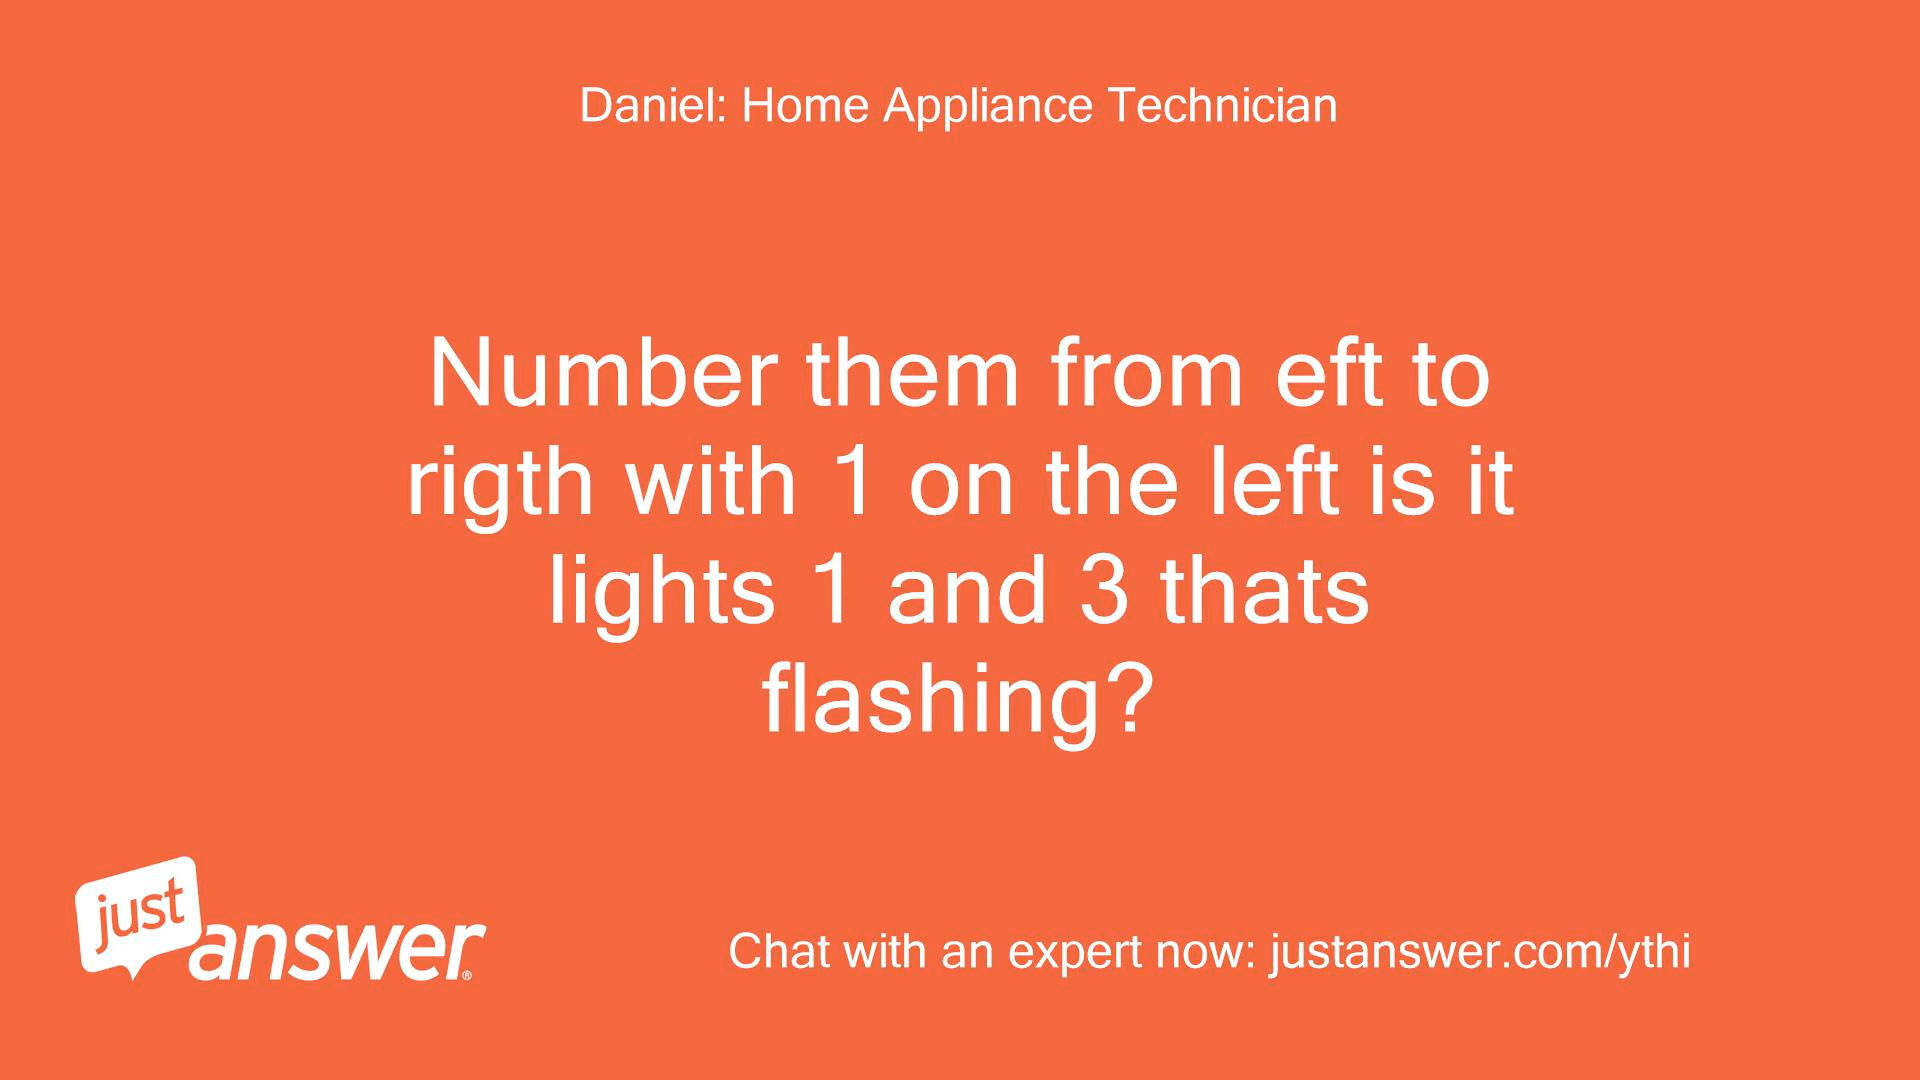 Daniel: Home Appliance Technician
Number them from eft to
rigth with 1 on the left is it
lights 1 and 3 thats
flashing?
just
answer®
Chat with an expert now: justanswer.com/ythi